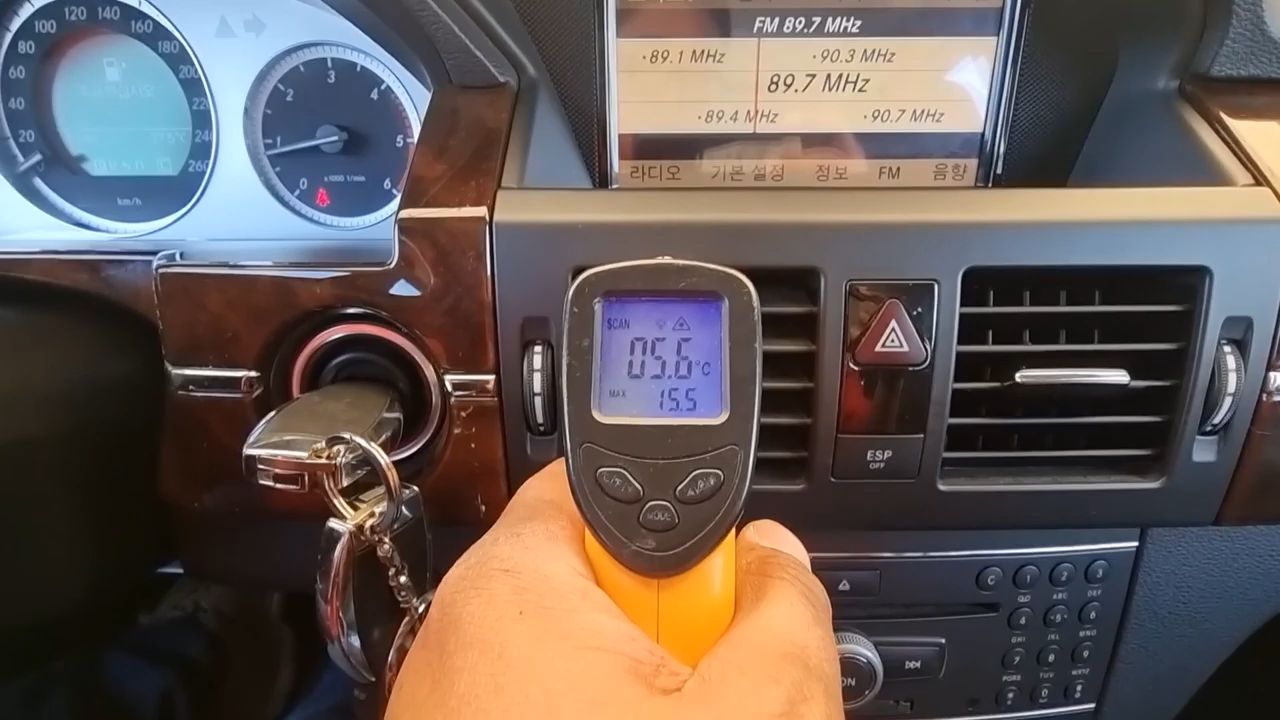 100 120 140 160
80 180
60 200
40 22
20 240
260
km/h
0 1 2 3 4 5 6
x1000 1/min
FM 89.7 MHz
89.1 MHz 90.3 MHz
89.7 MHz
89.4 MHz 90.7 MHz
라디오 기본 설정 정보 FM 음향
SCAN
05.6°C
MAX 15.5
MODE
ESP
OFF
C 1 2 3
ABC DEF
4 5 6
GHI JKL MNO
7 8 9
PQRS TUV WXYZ
* 0 #
ON